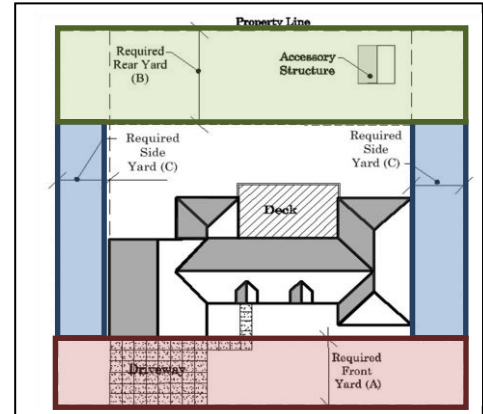 Property Line
Required
Rear Yard
(B)
Accessory
Structure
Required
Side
Yard (C)
Required
Side
Yard (C)
Deck
Driveway
Required
Front
Yard (A)